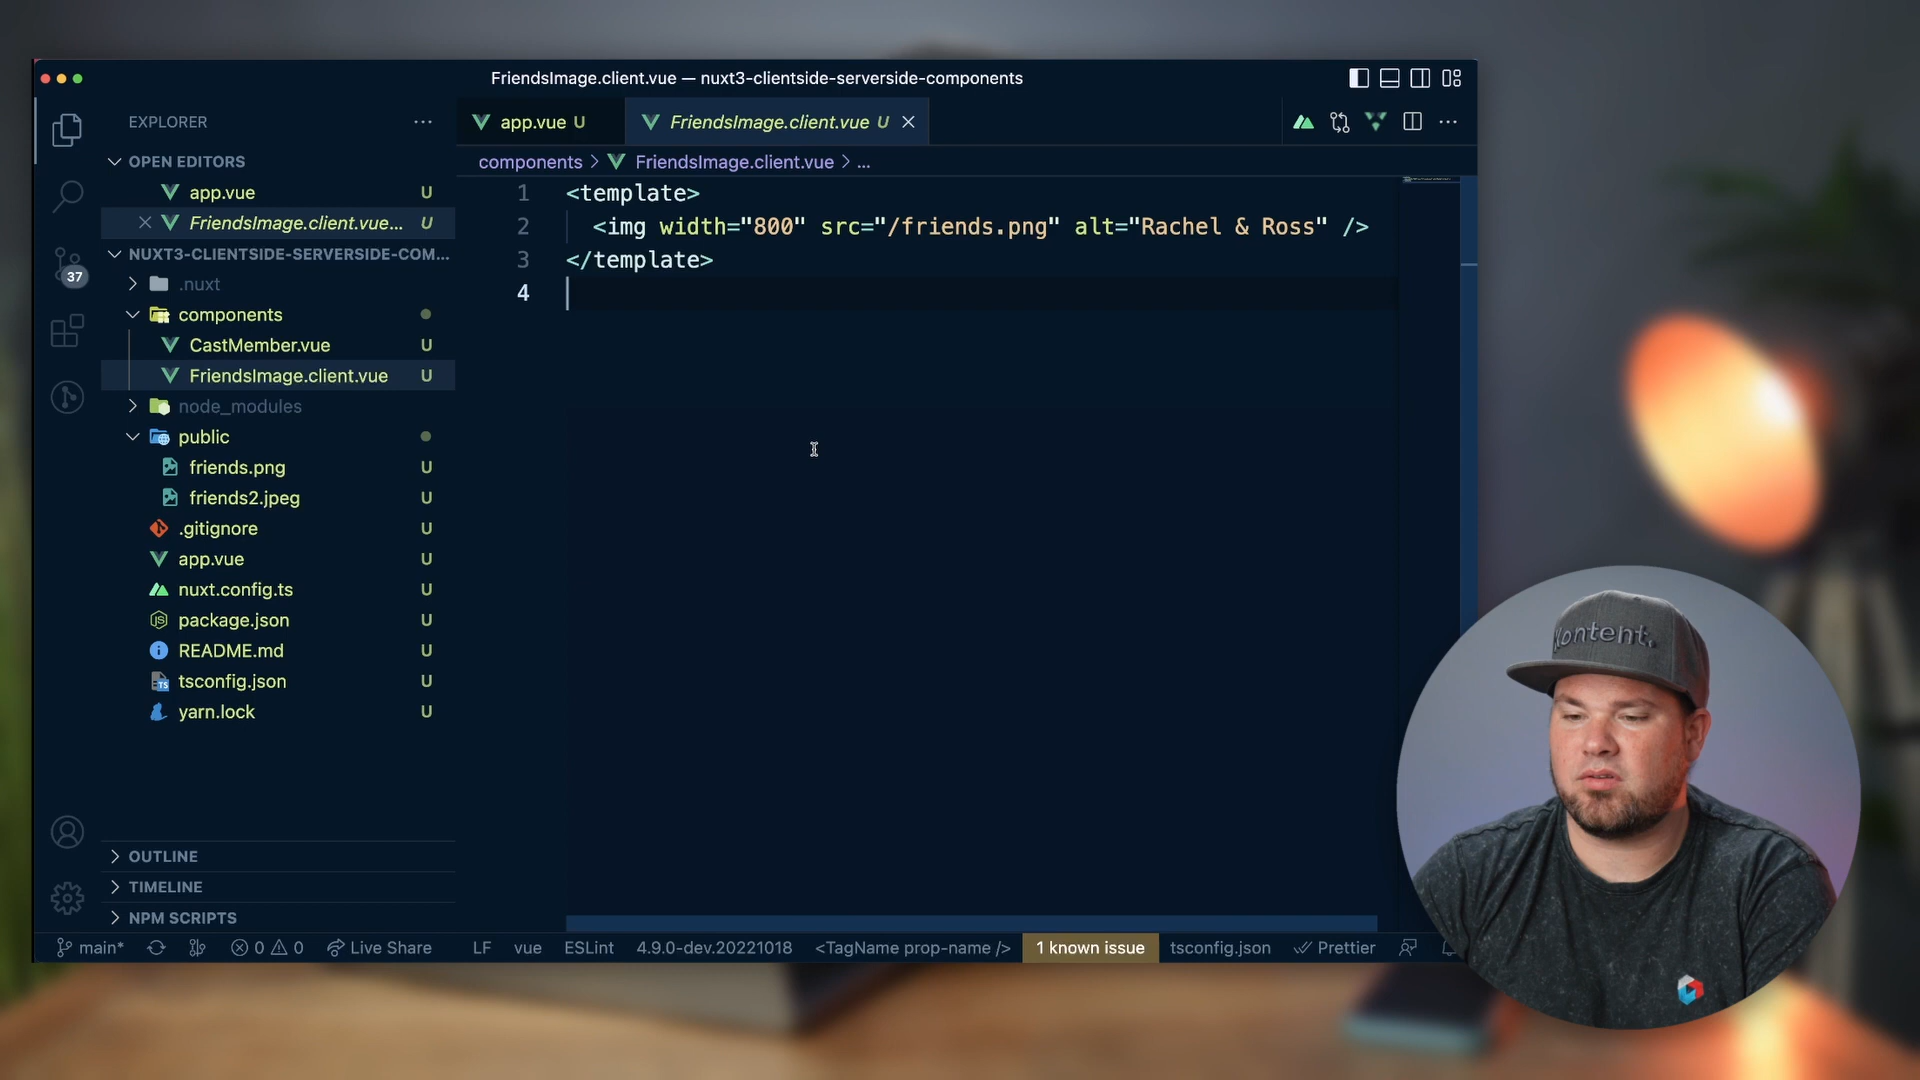 FriendsImage.client.vue — nuxt3-clientside-serverside-components
EXPLORER
OPEN EDITORS
app.vue U
FriendsImage.client.vue... U
NUXT3-CLIENTSIDE-SERVERSIDE-COM...
37
.nuxt
components
CastMember.vue U
FriendsImage.client.vue U
node_modules
public
friends.png U
friends2.jpeg U
.gitignore U
app.vue U
nuxt.config.ts U
package.json U
README.md U
tsconfig.json U
yarn.lock U
OUTLINE
TIMELINE
NPM SCRIPTS
app.vue U
FriendsImage.client.vue U
components > FriendsImage.client.vue > ...
1 <template>
2 <img width="800" src="/friends.png" alt="Rachel & Ross" />
3 </template>
4
main* 0 0 Live Share LF vue ESLint 4.9.0-dev.20221018 <TagName prop-name /> 1 known issue tsconfig.json Prettier
Kontent.